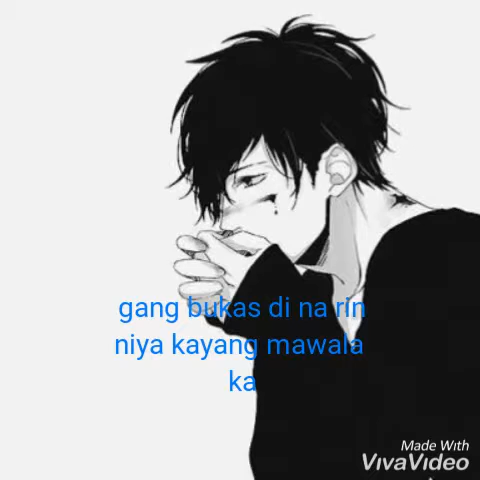 gang bukas di na rin
niya kayang mawala
ka
Made With
VivaVideo